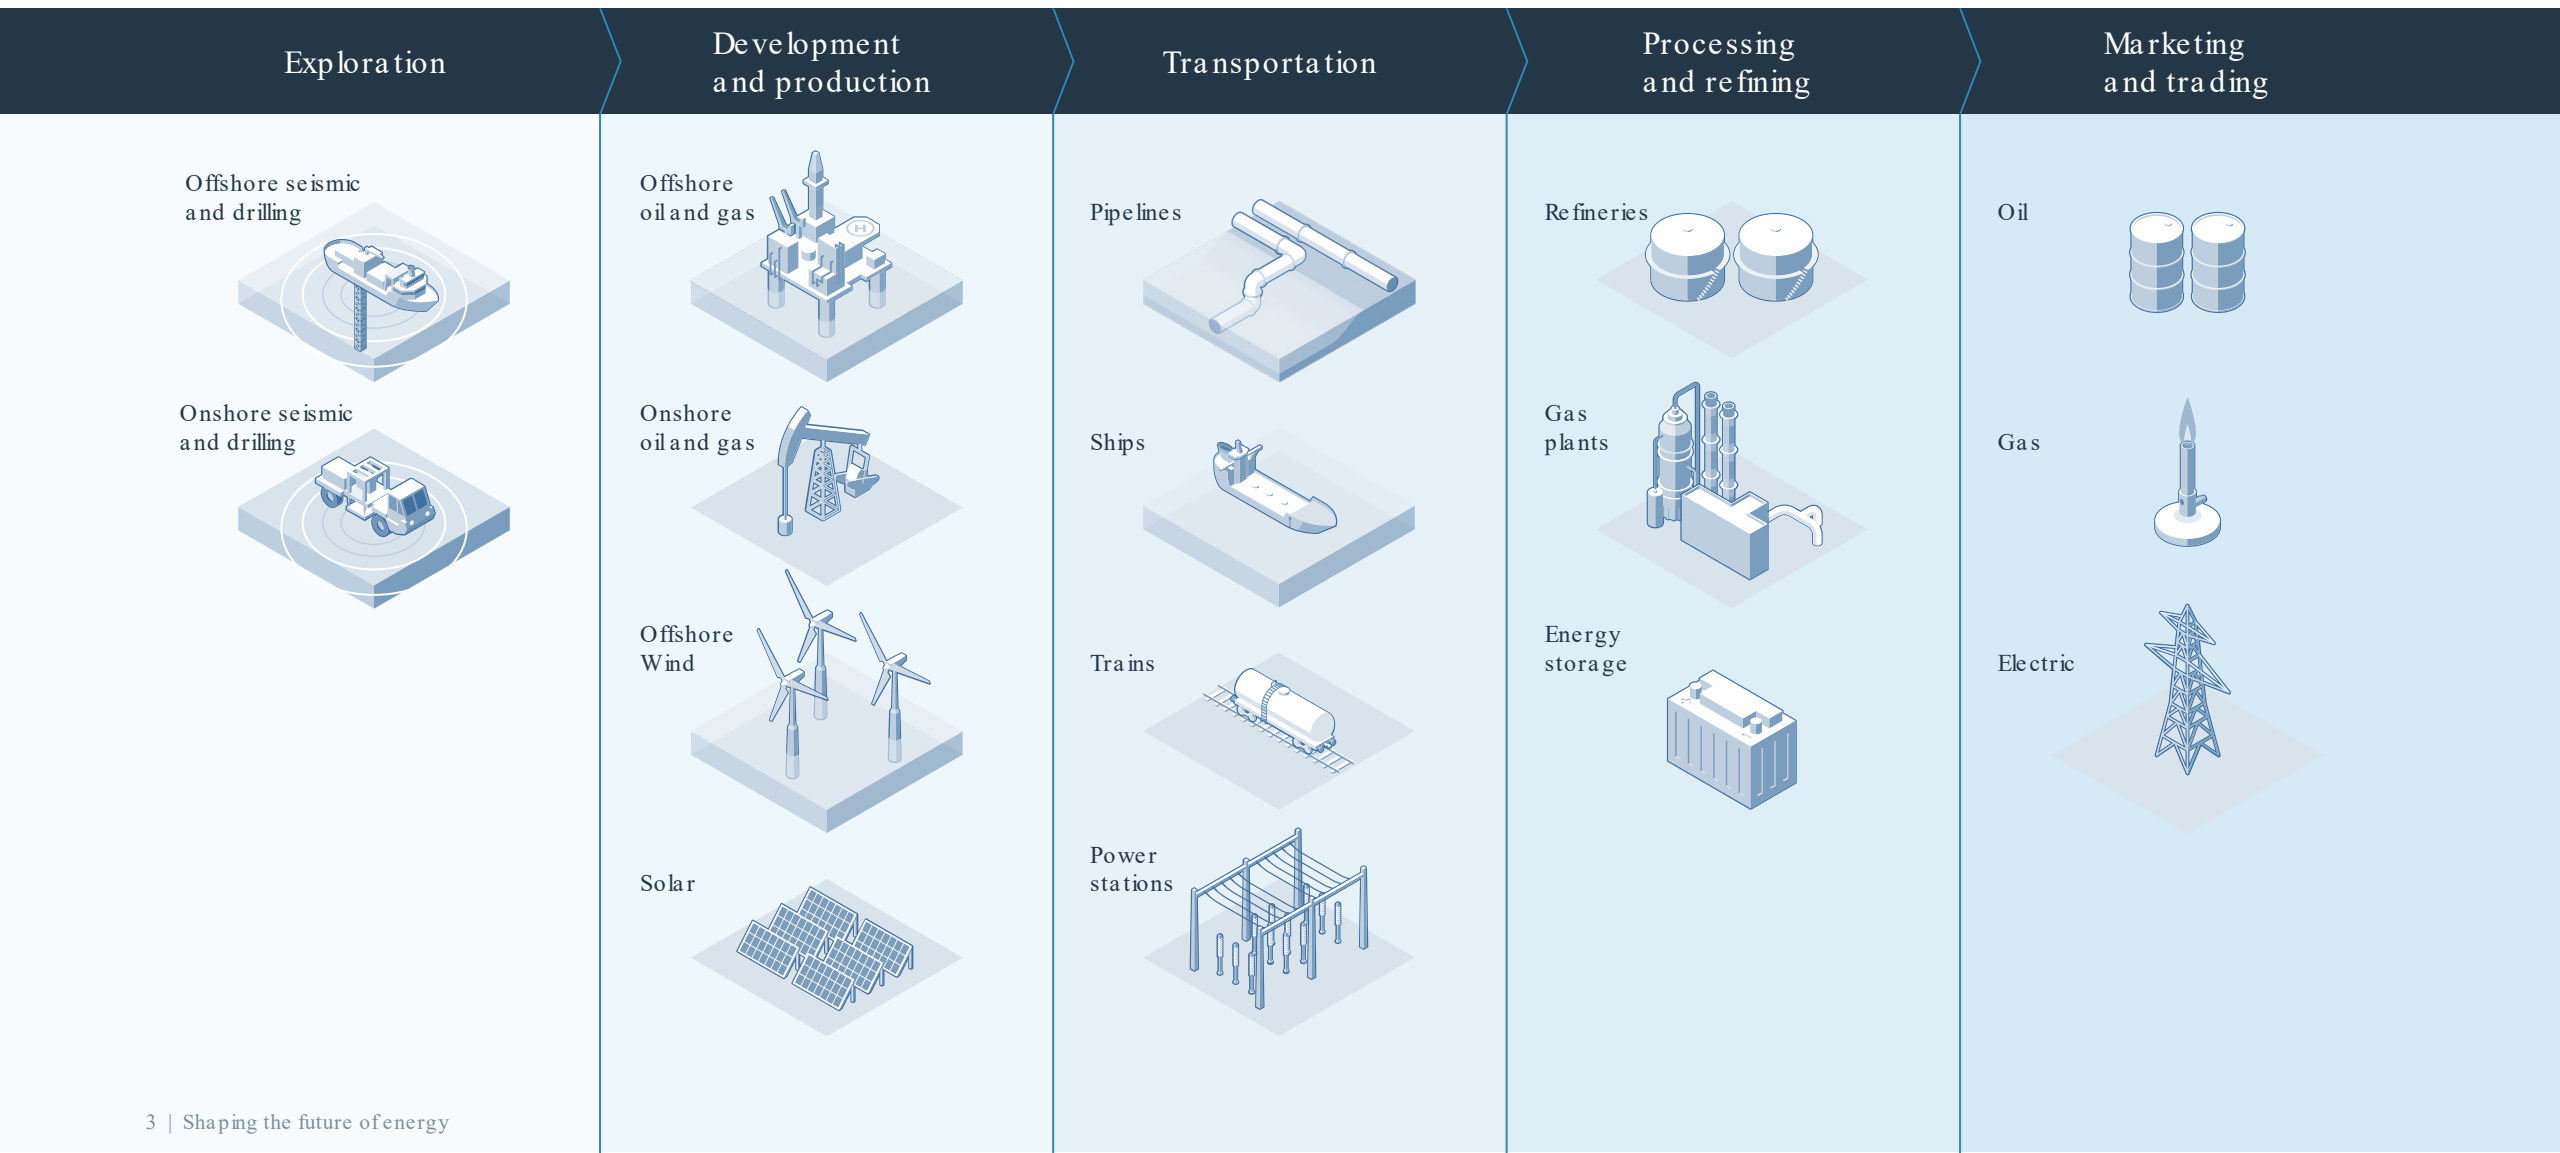 Exploration
Development
and production
Transportation
Processing
and refining
Marketing
and trading
Offshore seismic
and drilling
Onshore seismic
and drilling
Offshore
oil and gas
Onshore
oil and gas
Offshore
Wind
Solar
Pipelines
Ships
Trains
Power
stations
Refineries
Gas
plants
Energy
storage
Oil
Gas
Electric
H
3 | Shaping the future of energy